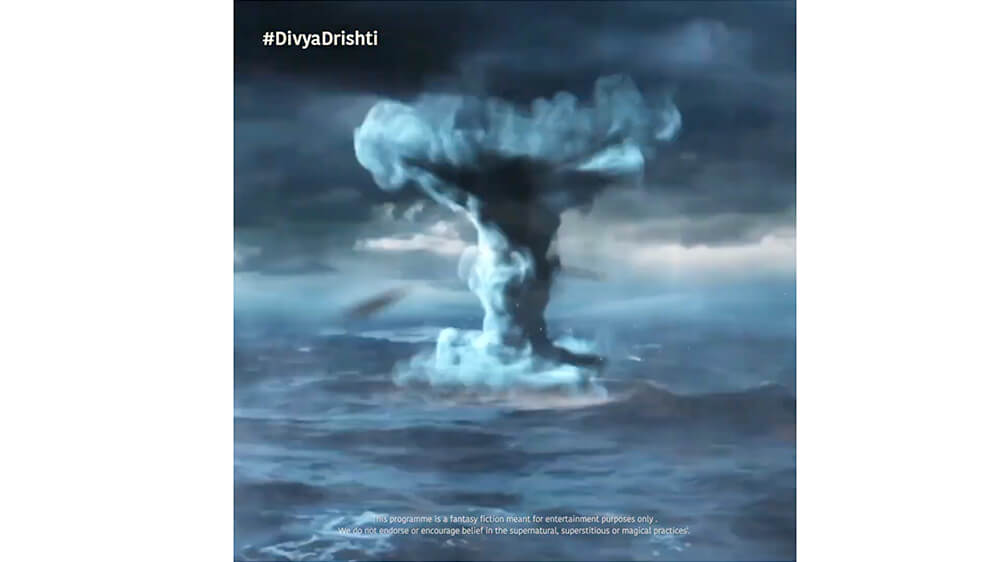 #DivyaDrishti
This programme is a fantasy fiction meant for entertainment purposes only .
We do not endorse or encourage belief in the supernatural, superstitious or magical practices'.